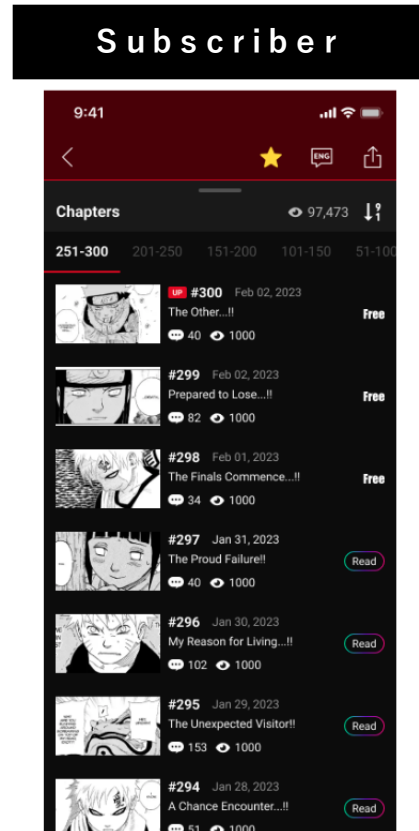 Subscriber
9:41
ENG
Chapters 97,473
251-300 201-250 151-200 101-150 51-100
UP #300 Feb 02, 2023
The Other...!! Free
40 1000
#299 Feb 02, 2023
Prepared to Lose...!! Free
82 1000
#298 Feb 01, 2023
The Finals Commence...!! Free
34 1000
#297 Jan 31, 2023
The Proud Failure!! Read
40 1000
#296 Jan 30, 2023
My Reason for Living...!! Read
102 1000
#295 Jan 29, 2023
The Unexpected Visitor!! Read
153 1000
#294 Jan 28, 2023
A Chance Encounter...!! Read
51 1000